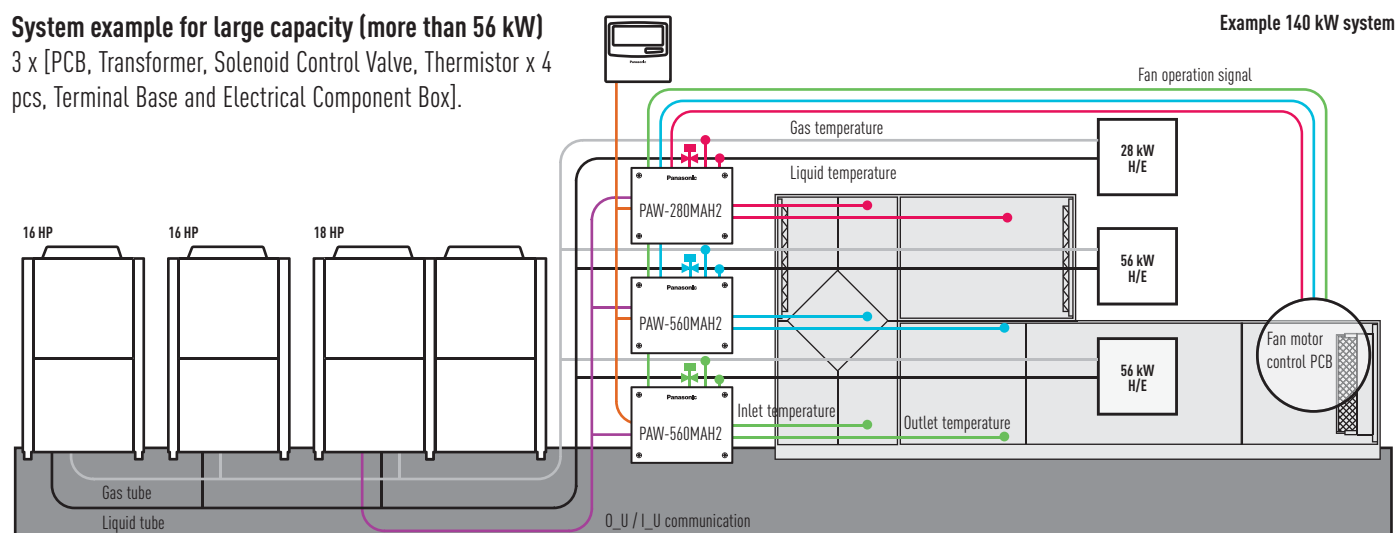 System example for large capacity (more than 56 kW)
3 x [PCB, Transformer, Solenoid Control Valve, Thermistor x 4
pcs, Terminal Base and Electrical Component Box].
Example 140 kW system
Panasonic
Fan operation signal
Gas temperature
28 kW
H/E
Liquid temperature
Panasonic
PAW-280MAH2
16 HP
16 HP
18 HP
56 kW
H/E
Panasonic
PAW-560MAH2
Fan motor
control PCB
56 kW
H/E
Panasonic
PAW-560MAH2
Inlet temperature
Outlet temperature
Gas tube
Liquid tube
O_U / I_U communication